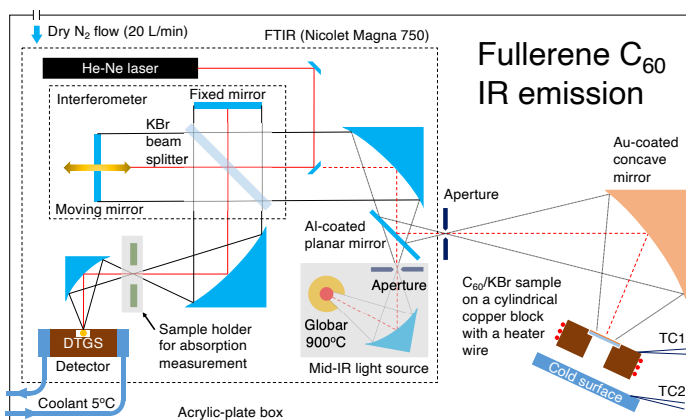 Dry N₂ flow (20 L/min)
FTIR (Nicolet Magna 750)
Fullerene C₆₀
IR emission
He-Ne laser
Interferometer
Fixed mirror
KBr
beam
splitter
Moving mirror
Au-coated
concave
mirror
Aperture
Al-coated
planar mirror
Aperture
Globar
900ºC
Mid-IR light source
C₆₀/KBr sample
on a cylindrical
copper block
with a heater
wire
TC1
TC2
Cold surface
Sample holder
for absorption
measurement
DTGS
Detector
Coolant 5ºC
Acrylic-plate box